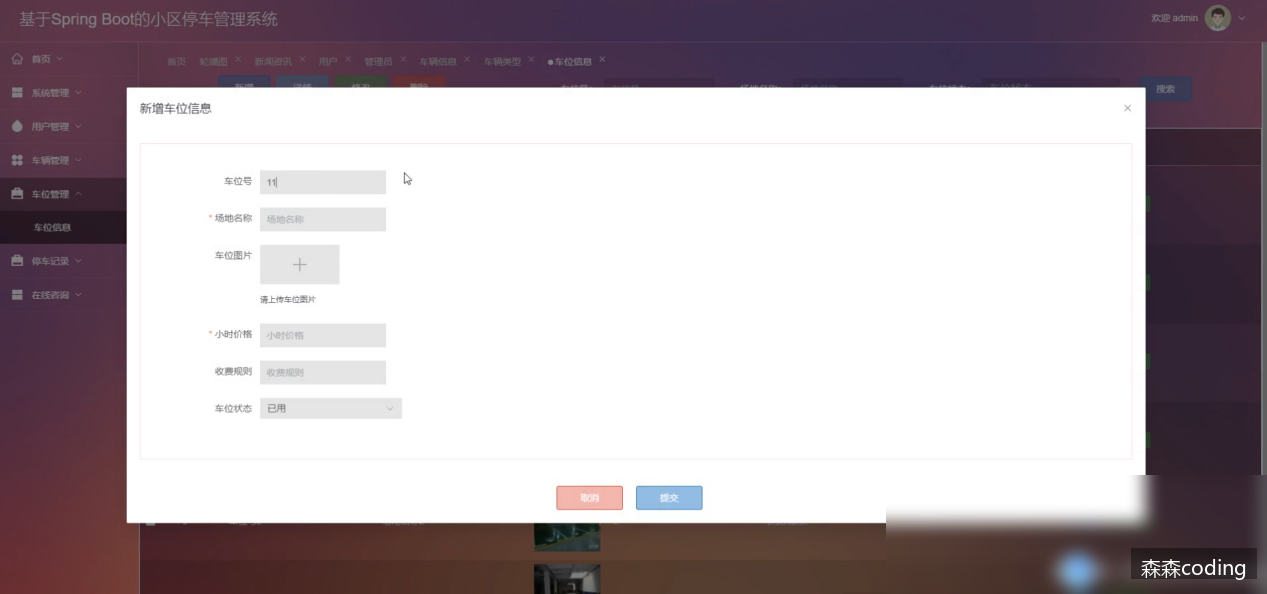 基于Spring Boot的小区停车管理系统
欢迎 admin
首页
系统管理
用户管理
车辆管理
车位管理
车位信息
停车记录
在线咨询
首页 轮播图 × 新闻资讯 × 用户 × 管理员 × 车辆信息 × 车辆类型 × ●车位信息 ×
搜索
新增车位信息
×
车位号 11
* 场地名称 场地名称
车位图片
请上传车位图片
* 小时价格 小时价格
收费规则 收费规则
车位状态 已用
取消 提交
森森coding